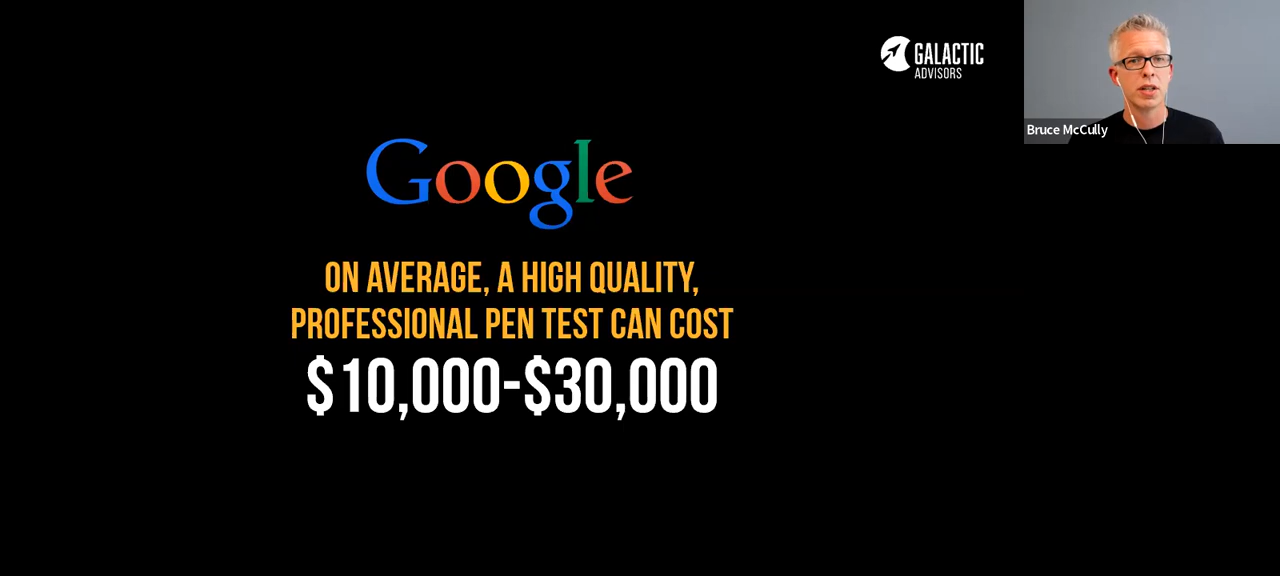 GALACTIC
ADVISORS
Bruce McCully
Google
ON AVERAGE, A HIGH QUALITY,
PROFESSIONAL PEN TEST CAN COST
$10,000-$30,000